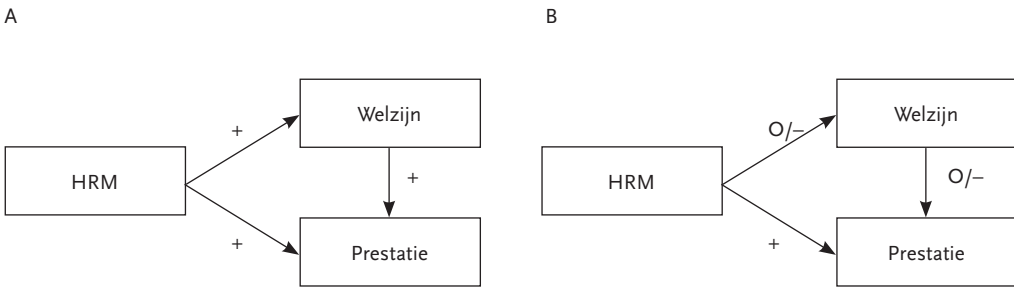 A
B
Welzijn
+
HRM
+
+
Prestatie
Welzijn
O/–
HRM
O/–
+
Prestatie